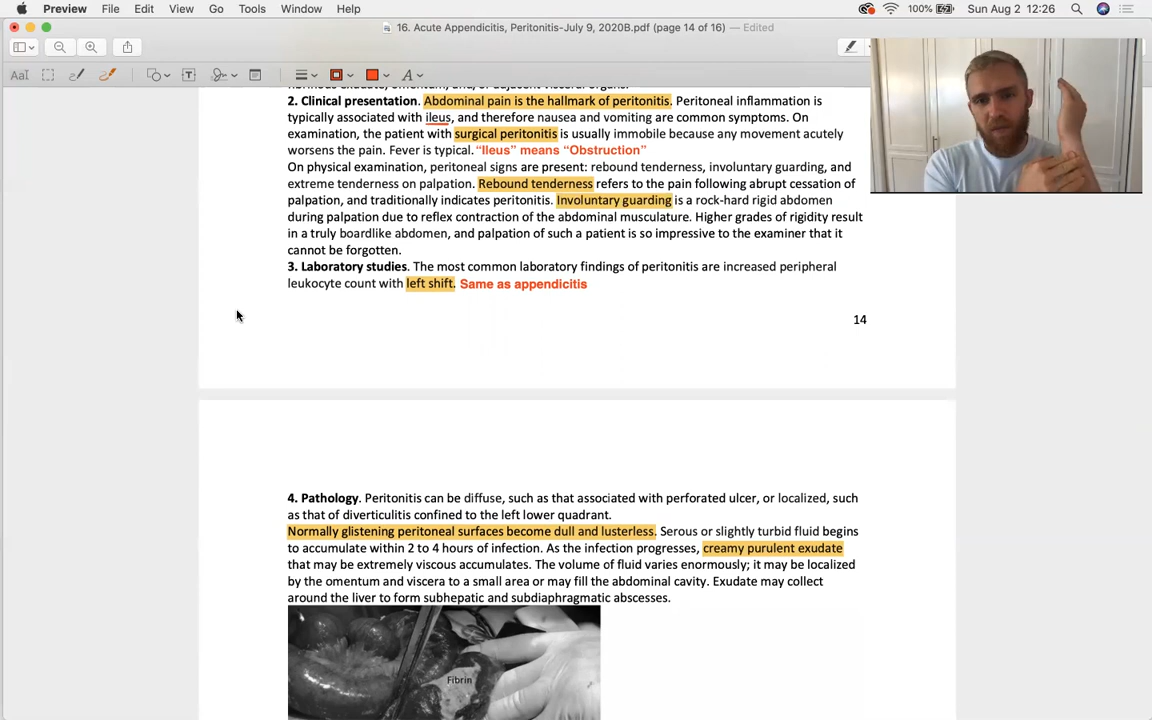 Preview File Edit View Go Tools Window Help 100% Sun Aug 2 12:26
16. Acute Appendicitis, Peritonitis-July 9, 2020B.pdf (page 14 of 16) — Edited
AaI T A
2. Clinical presentation. Abdominal pain is the hallmark of peritonitis. Peritoneal inflammation is
typically associated with ileus, and therefore nausea and vomiting are common symptoms. On
examination, the patient with surgical peritonitis is usually immobile because any movement acutely
worsens the pain. Fever is typical. "Ileus" means "Obstruction"
On physical examination, peritoneal signs are present: rebound tenderness, involuntary guarding, and
extreme tenderness on palpation. Rebound tenderness refers to the pain following abrupt cessation of
palpation, and traditionally indicates peritonitis. Involuntary guarding is a rock-hard rigid abdomen
during palpation due to reflex contraction of the abdominal musculature. Higher grades of rigidity result
in a truly boardlike abdomen, and palpation of such a patient is so impressive to the examiner that it
cannot be forgotten.
3. Laboratory studies. The most common laboratory findings of peritonitis are increased peripheral
leukocyte count with left shift. Same as appendicitis
14
4. Pathology. Peritonitis can be diffuse, such as that associated with perforated ulcer, or localized, such
as that of diverticulitis confined to the left lower quadrant.
Normally glistening peritoneal surfaces become dull and lusterless. Serous or slightly turbid fluid begins
to accumulate within 2 to 4 hours of infection. As the infection progresses, creamy purulent exudate
that may be extremely viscous accumulates. The volume of fluid varies enormously; it may be localized
by the omentum and viscera to a small area or may fill the abdominal cavity. Exudate may collect
around the liver to form subhepatic and subdiaphragmatic abscesses.
Fibrin